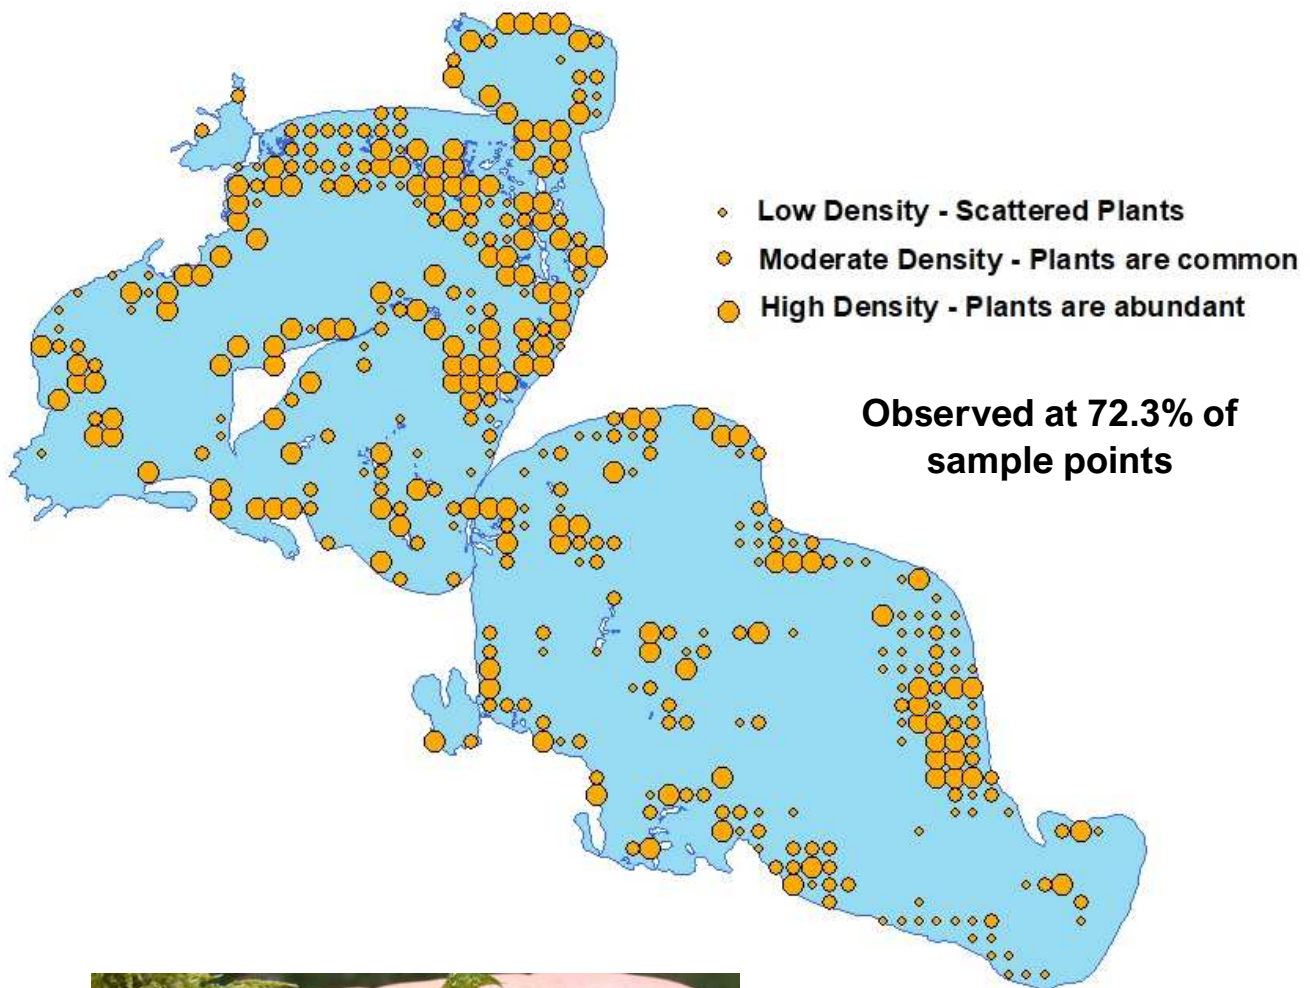 Low Density - Scattered Plants
Moderate Density - Plants are common
High Density - Plants are abundant
Observed at 72.3% of
sample points